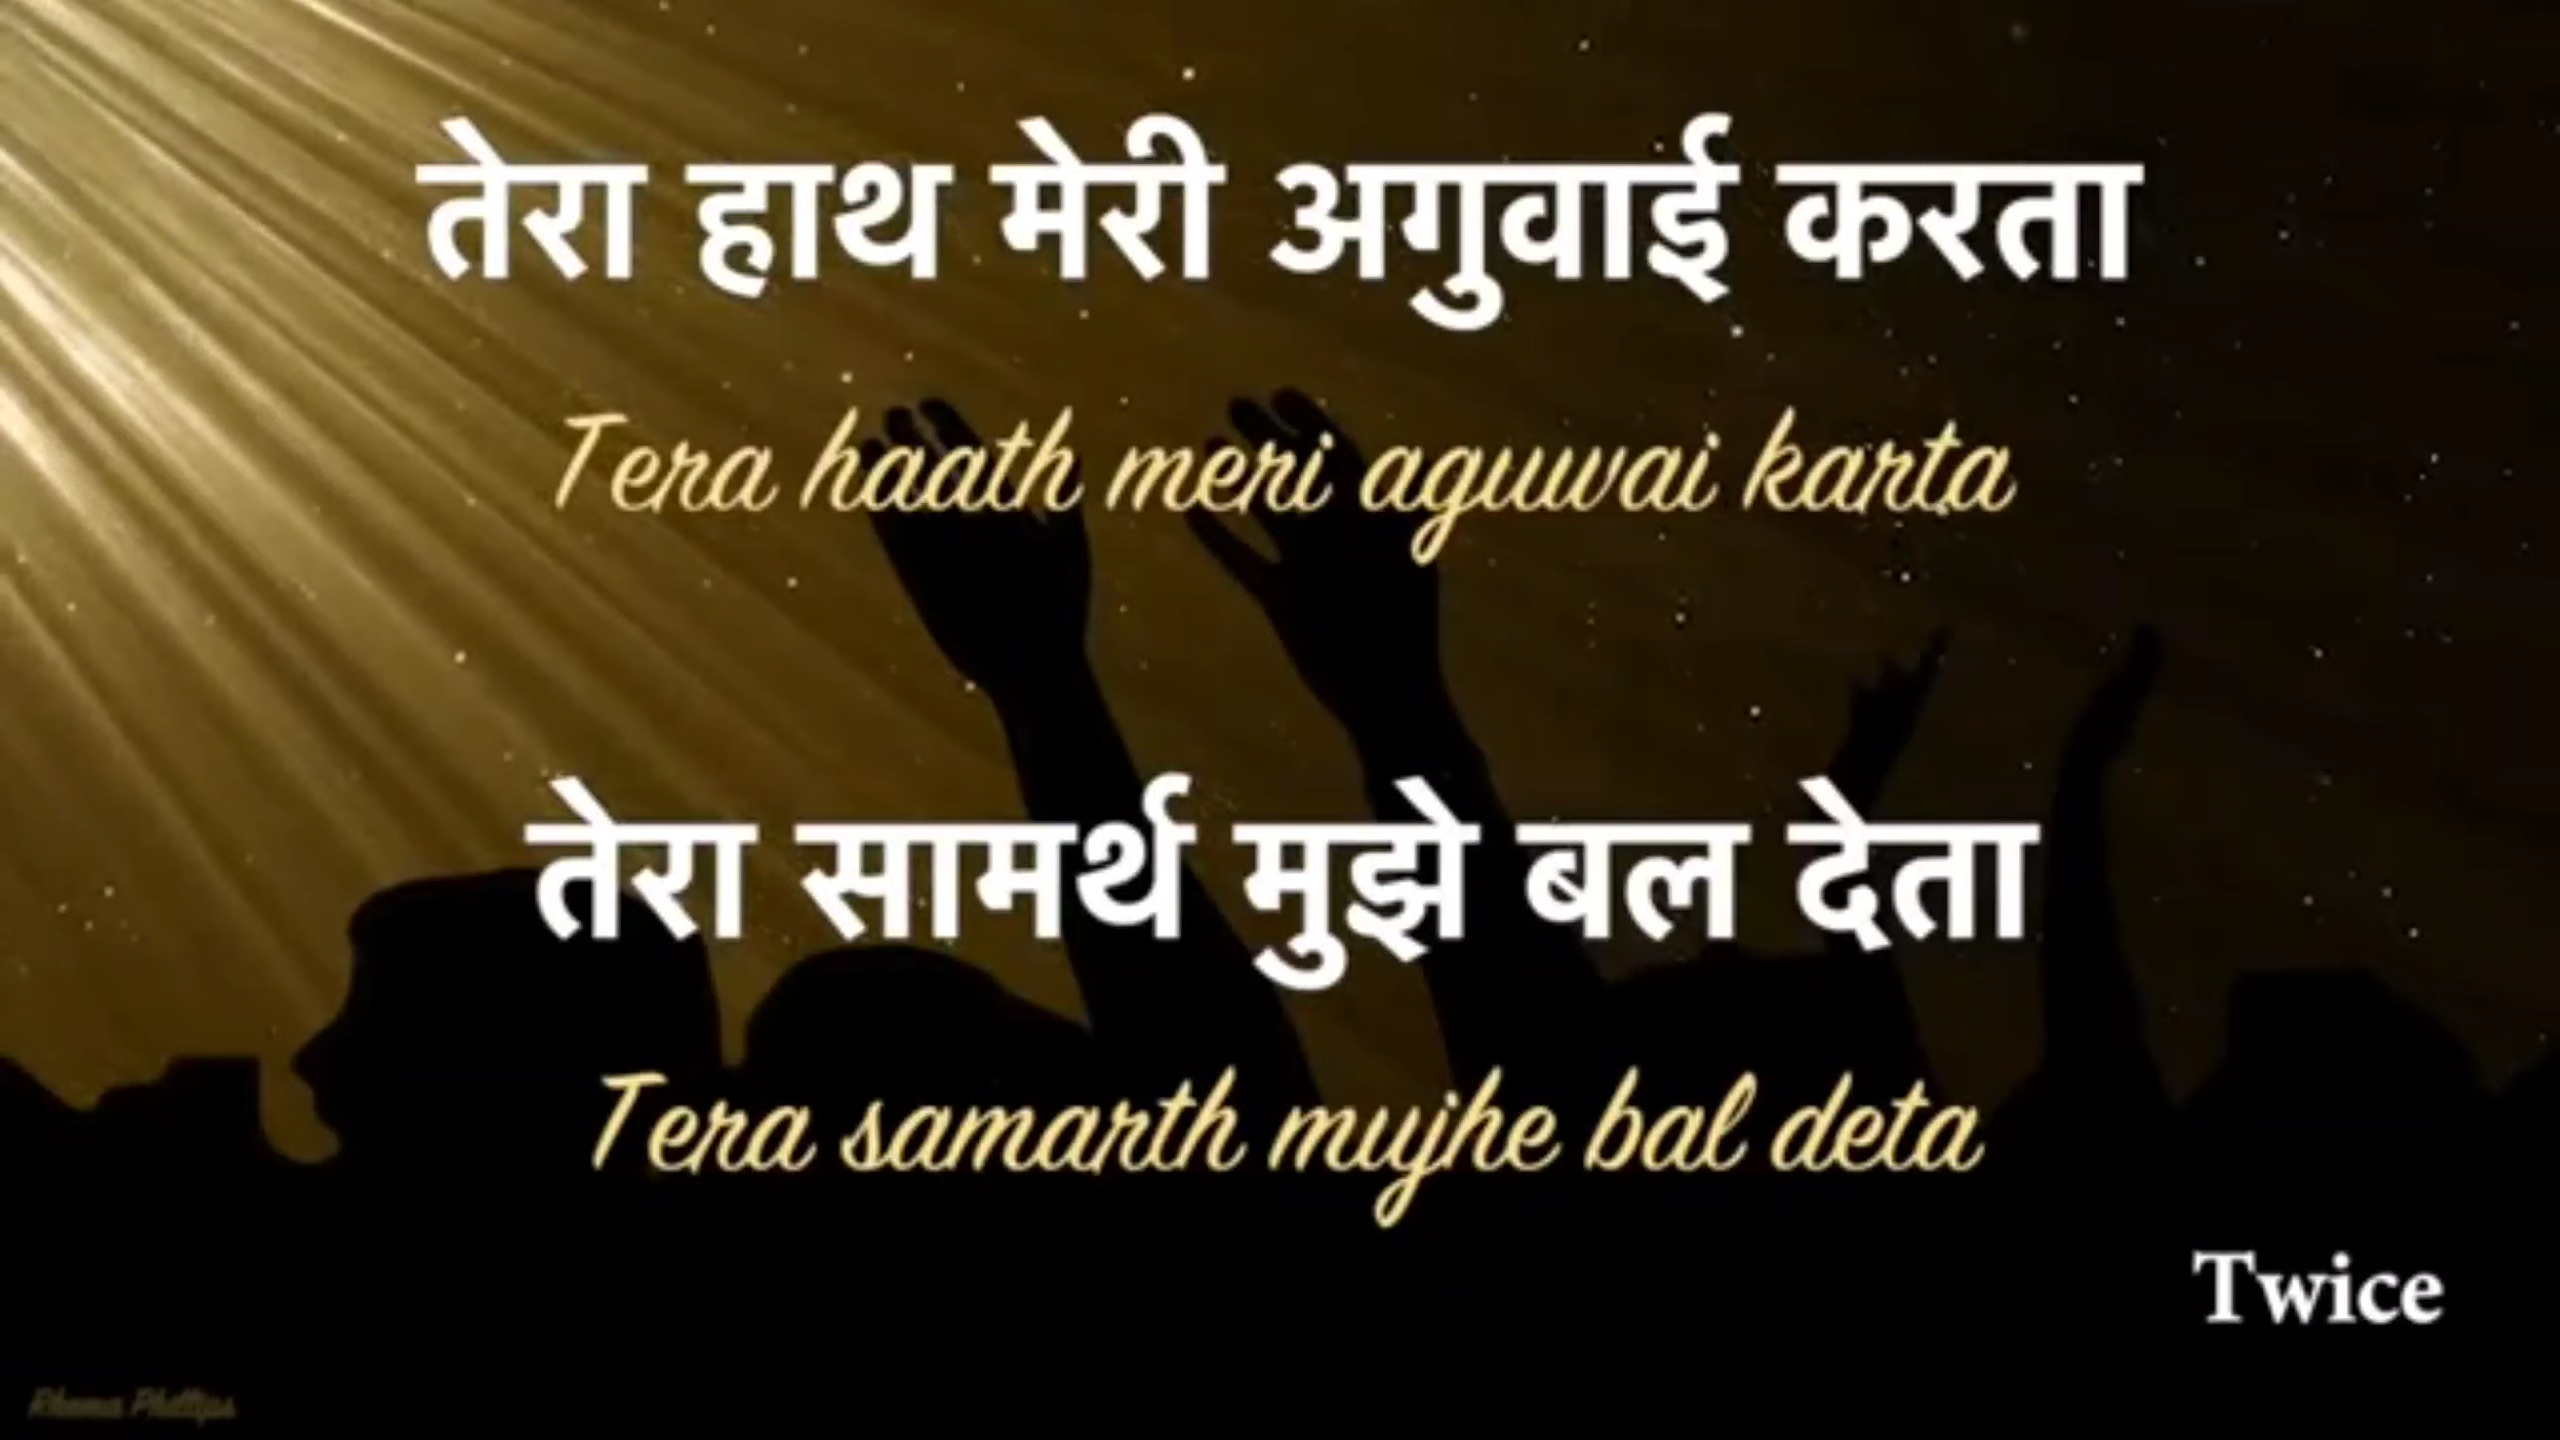 तेरा हाथ मेरी अगुवाई करता
Tera haath meri aguwai karta
तेरा सामर्थ मुझे बल देता
Tera samarth mujhe bal deta
Twice